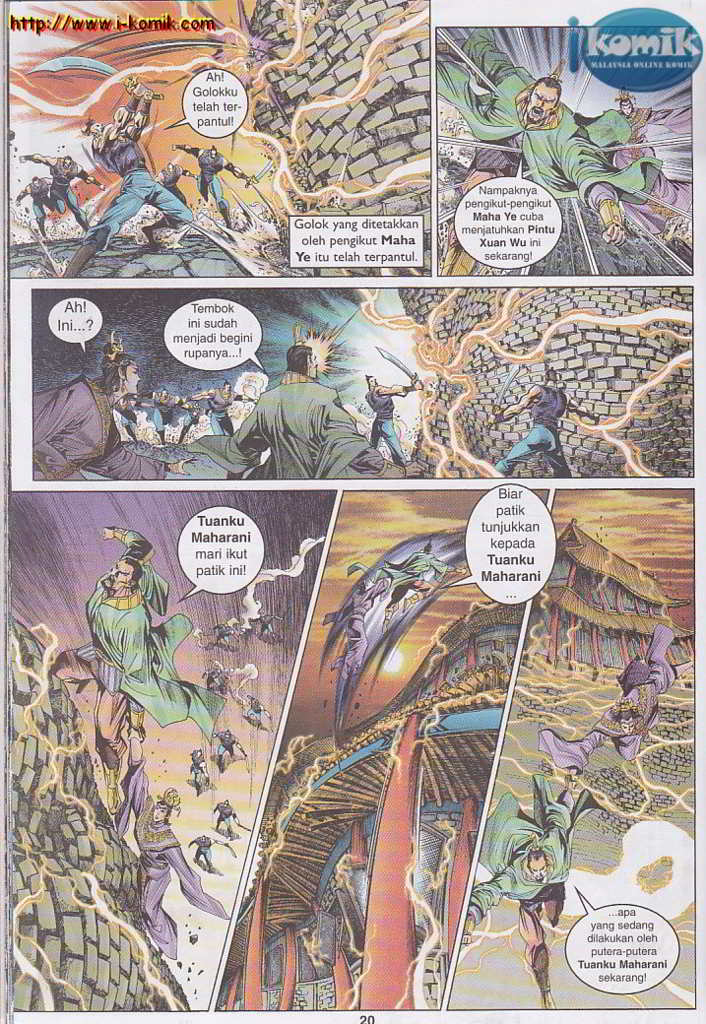 http://www.i-komik.com
ikomik
MALAYSIA ONLINE KOMIK
Ah!
Golokku
telah ter-
pantul!
Golok yang ditetakkan
oleh pengikut Maha
Ye itu telah terpantul.
Nampaknya
pengikut-pengikut
Maha Ye cuba
menjatuhkan Pintu
Xuan Wu ini
sekarang!
Ah!
Ini...?
Tembok
ini sudah
menjadi begini
rupanya...!
Tuanku
Maharani
mari ikut
patik ini!
Biar
patik
tunjukkan
kepada
Tuanku
Maharani
...
...apa
yang sedang
dilakukan oleh
putera-putera
Tuanku Maharani
sekarang!
20